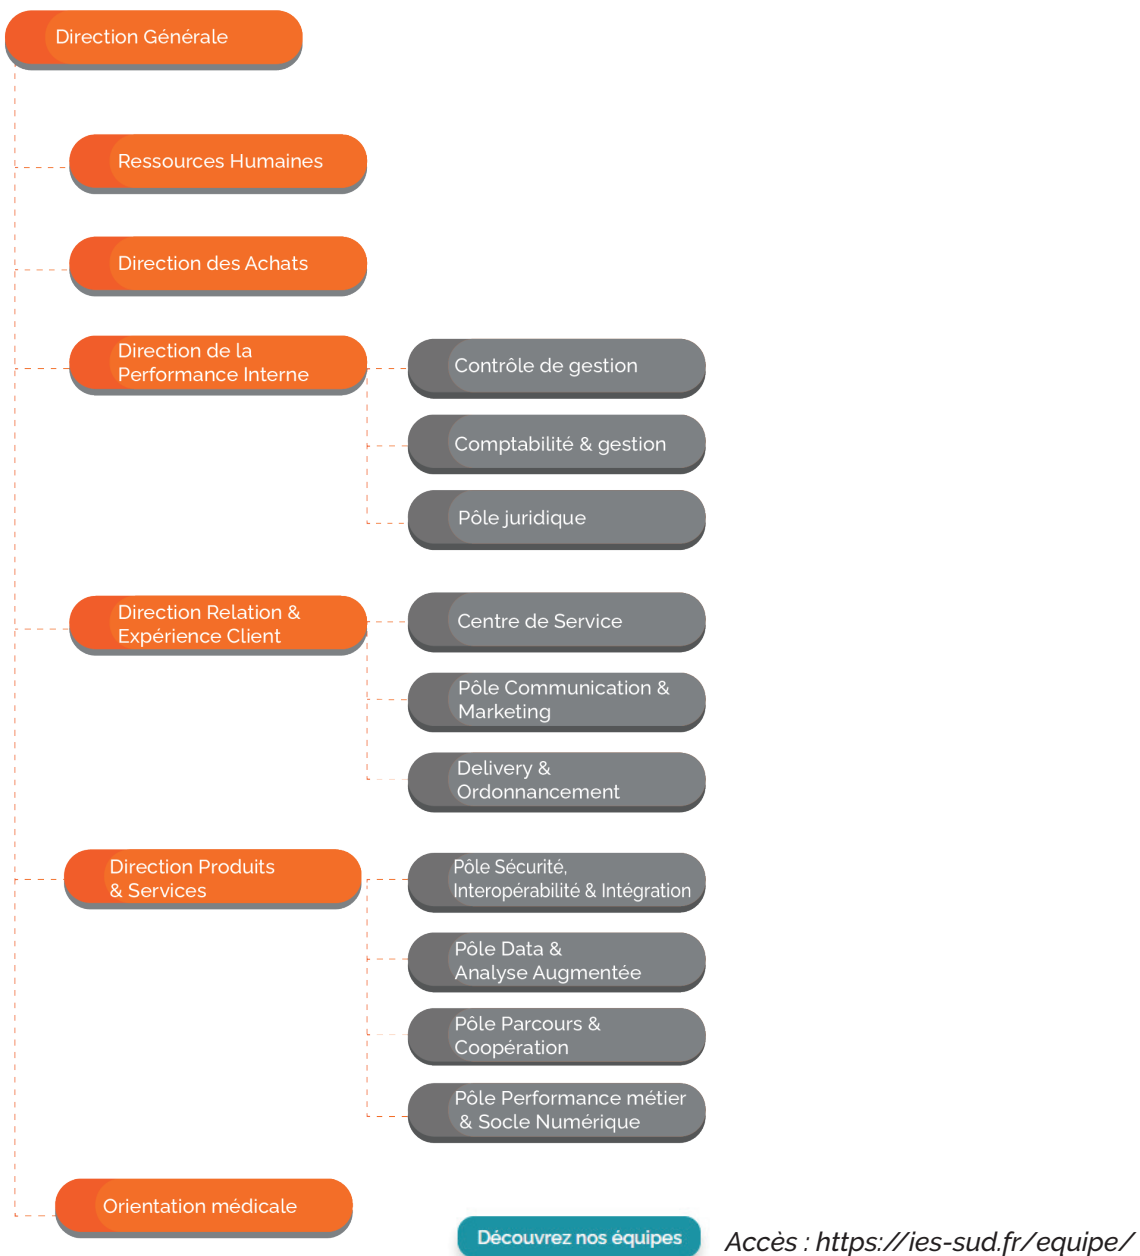 Direction Générale
Ressources Humaines
Direction des Achats
Direction de la
Performance Interne
Contrôle de gestion
Comptabilité & gestion
Pôle juridique
Direction Relation &
Expérience Client
Centre de Service
Pôle Communication &
Marketing
Delivery &
Ordonnancement
Direction Produits
& Services
Pôle Sécurité,
Interopérabilité & Intégration
Pôle Data &
Analyse Augmentée
Pôle Parcours &
Coopération
Pôle Performance métier
& Socle Numérique
Orientation médicale
Découvrez nos équipes
Accès : https://ies-sud.fr/equipe/